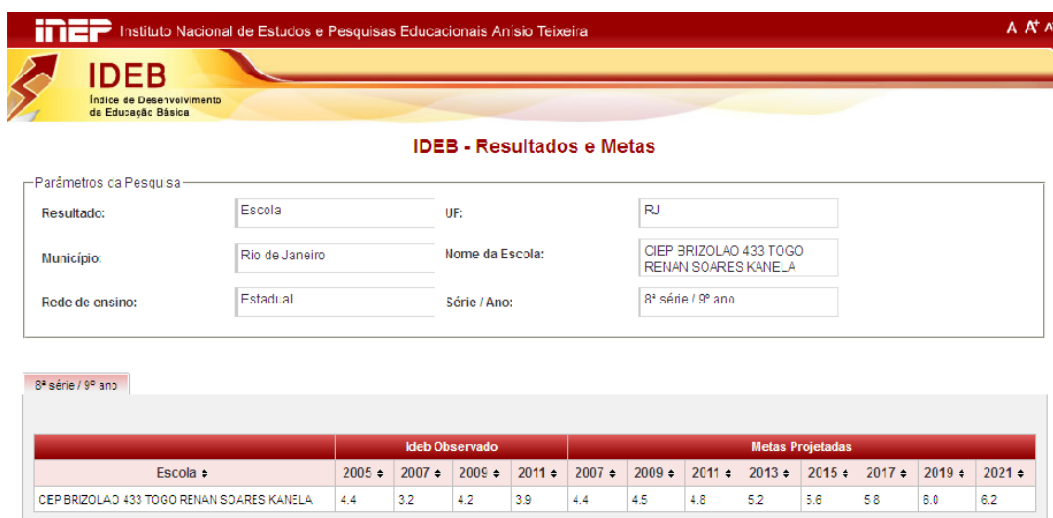 INEP Instituto Nacional de Estudos e Pesquisas Educacionais Anísio Teixeira A A+ A
IDEB
Índice de Desenvolvimento
da Educação Básica
IDEB - Resultados e Metas
Parâmetros da Pesquisa
Resultado: Escola UF: RJ
Município: Rio de Janeiro Nome da Escola: CIEP BRIZOLAO 433 TOGO
RENAN SOARES KANELA
Rede de ensino: Estadual Série / Ano: 8ª série / 9º ano
8ª série / 9º ano
Ideb Observado Metas Projetadas
Escola 2005 2007 2009 2011 2007 2009 2011 2013 2015 2017 2019 2021
CIEP BRIZOLAO 433 TOGO RENAN SOARES KANELA 4.4 3.2 4.2 3.9 4.4 4.5 4.8 5.2 5.6 5.8 6.0 6.2